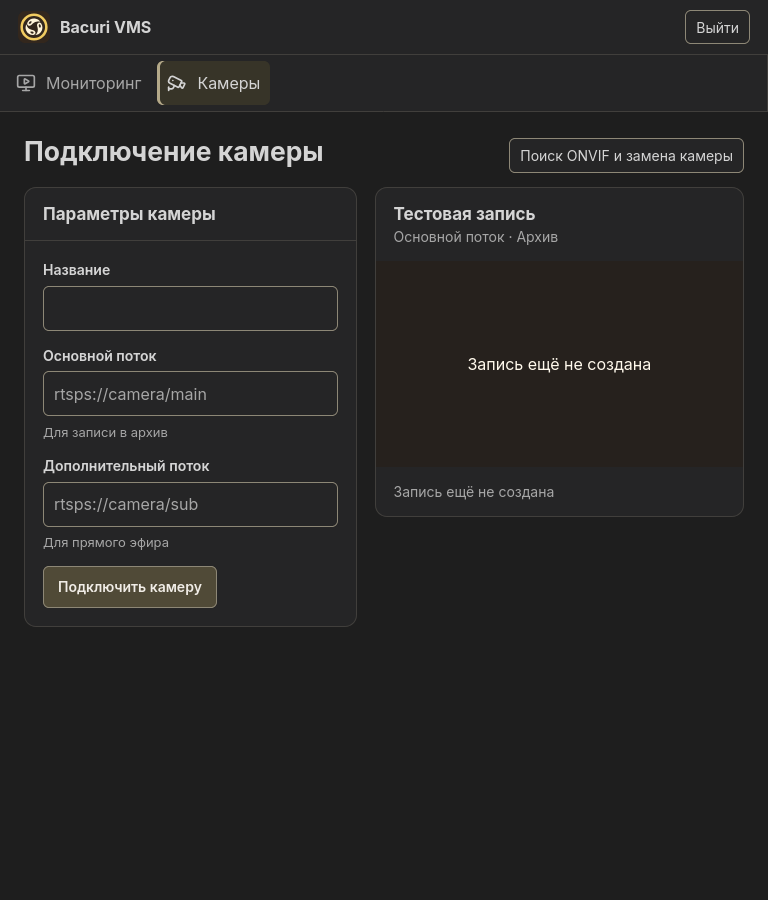 Bacuri VMS
Выйти
Мониторинг
Камеры
Подключение камеры
Поиск ONVIF и замена камеры
Параметры камеры
Название
Основной поток
rtsps://camera/main
Для записи в архив
Дополнительный поток
rtsps://camera/sub
Для прямого эфира
Подключить камеру
Тестовая запись
Основной поток · Архив
Запись ещё не создана
Запись ещё не создана